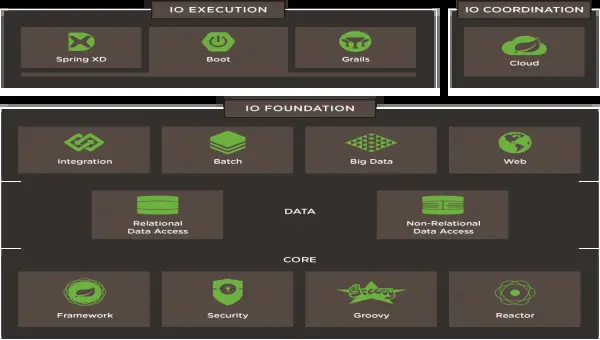 IO EXECUTION
IO COORDINATION
Spring XD
Boot
Grails
Cloud
IO FOUNDATION
Integration
Batch
Big Data
Web
Relational
Data Access
DATA
Non-Relational
Data Access
CORE
Framework
Security
Groovy
Groovy
Reactor